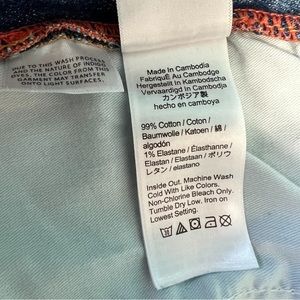 DUE TO THIS WASH PROCESS
AND THE NATURE OF INDIGO
DYES, THE COLOR FROM THIS
GARMENT MAY TRANSFER
ONTO LIGHT SURFACES.
Made in Cambodia
Fabriqué Au Cambodge
Hergestellt in Kambodscha
Vervaardigd in Cambodja
カンボジア製
hecho en camboya
99% Cotton / Coton /
Baumwolle / Katoen / 綿 /
algodón
1% Elastane / Élasthanne /
Elastan / Elastaan / ポリウ
レタン / elastano
Inside Out. Machine Wash
Cold With Like Colors.
Non-Chlorine Bleach Only.
Tumble Dry Low. Iron on
Lowest Setting.